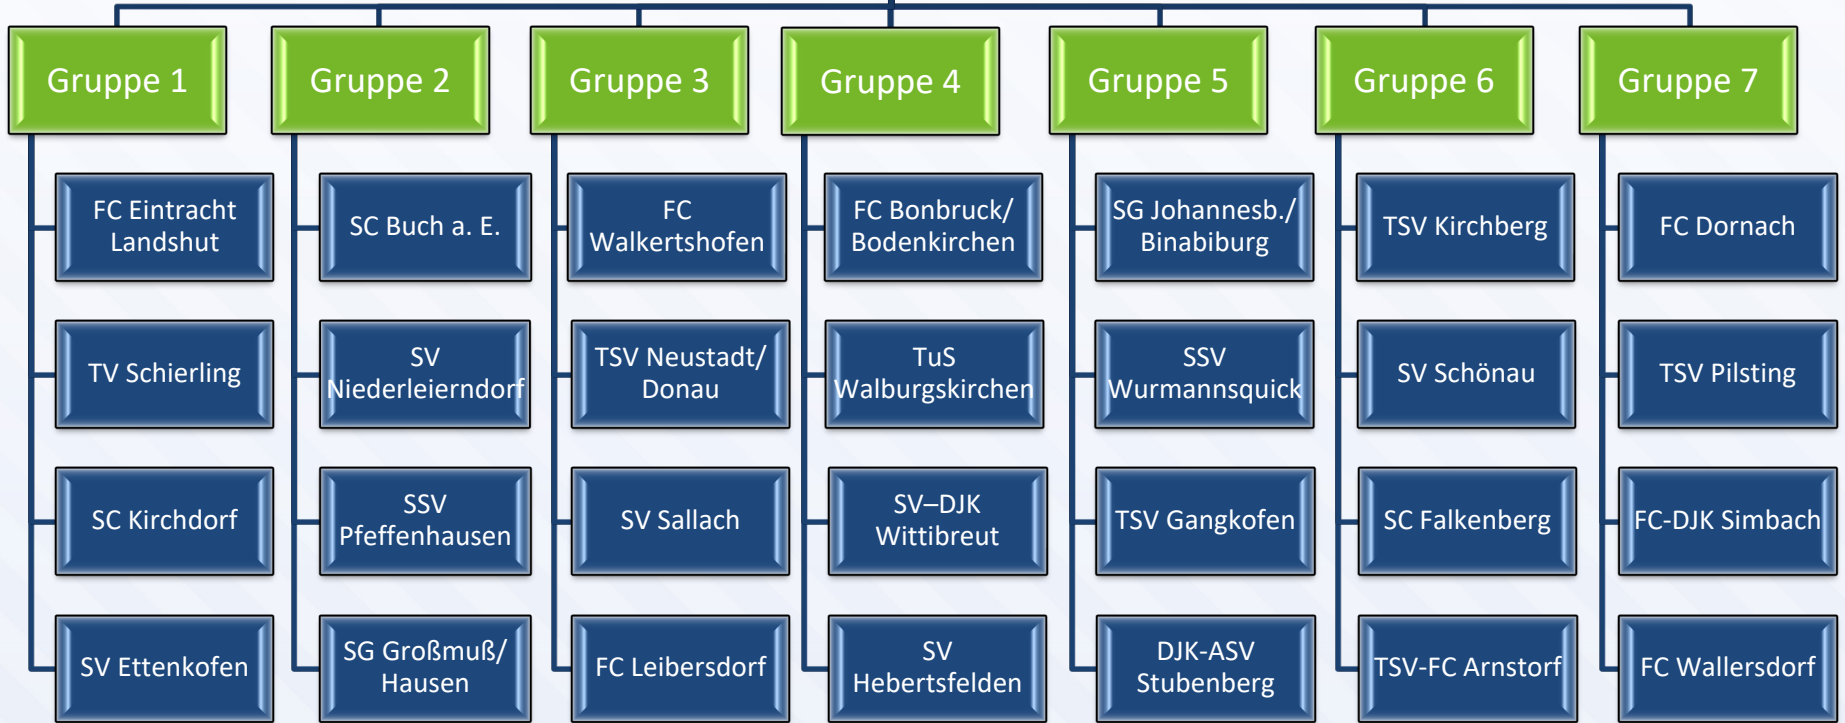 Gruppe 1
FC Eintracht
Landshut
TV Schierling
SC Kirchdorf
SV Ettenkofen
Gruppe 2
SC Buch a. E.
SV
Niederleierndorf
SSV
Pfeffenhausen
SG Großmuß/
Hausen
Gruppe 3
FC
Walkertshofen
TSV Neustadt/
Donau
SV Sallach
FC Leibersdorf
Gruppe 4
FC Bonbruck/
Bodenkirchen
TuS
Walburgskirchen
SV–DJK
Wittibreut
SV
Hebertsfelden
Gruppe 5
SG Johannesb./
Binabiburg
SSV
Wurmannsquick
TSV Gangkofen
DJK-ASV
Stubenberg
Gruppe 6
TSV Kirchberg
SV Schönau
SC Falkenberg
TSV-FC Arnstorf
Gruppe 7
FC Dornach
TSV Pilsting
FC-DJK Simbach
FC Wallersdorf